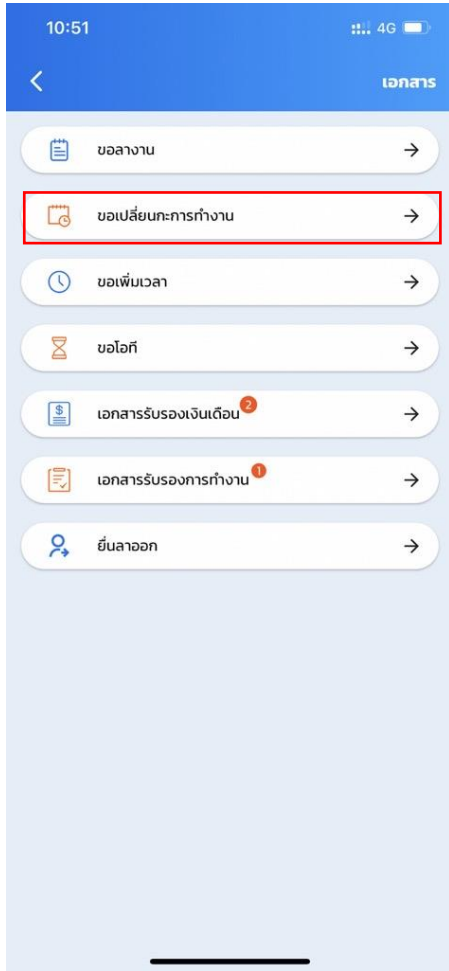 10:51 4G
เอกสาร
ขอลางาน
ขอเปลี่ยนกะการทำงาน
ขอเพิ่มเวลา
ขอโอที
เอกสารรับรองเงินเดือน 2
เอกสารรับรองการทำงาน 1
ยื่นลาออก